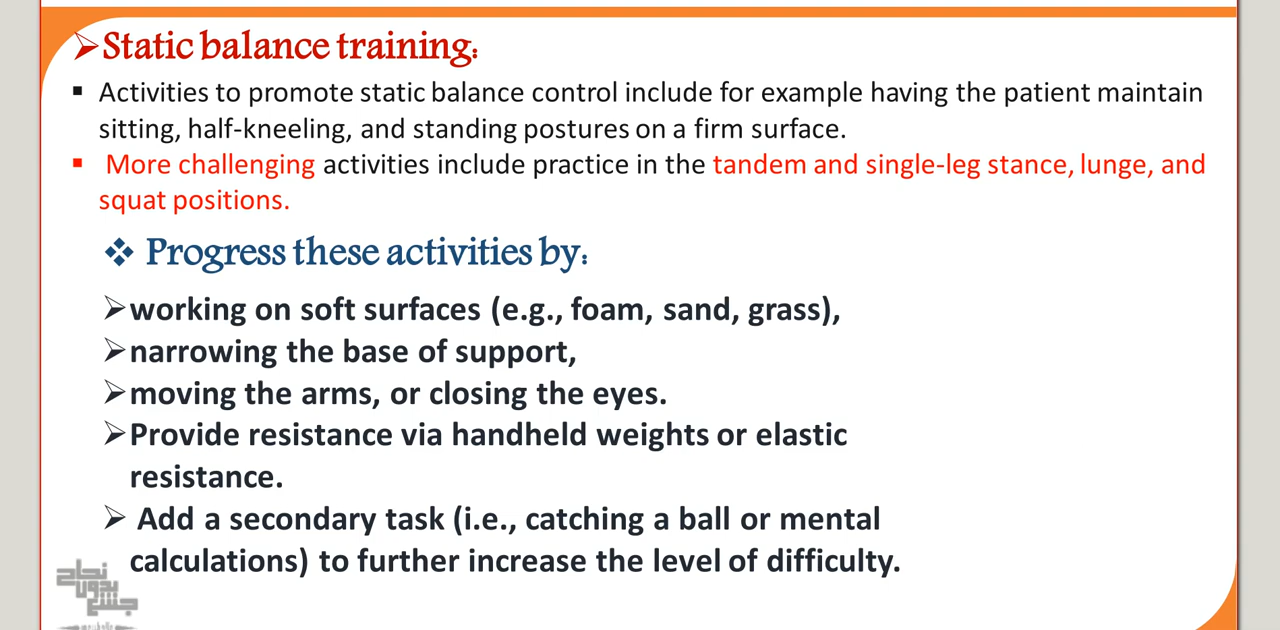 ➢Static balance training:
▪ Activities to promote static balance control include for example having the patient maintain
sitting, half-kneeling, and standing postures on a firm surface.
▪ More challenging activities include practice in the tandem and single-leg stance, lunge, and
squat positions.
❖ Progress these activities by:
➢working on soft surfaces (e.g., foam, sand, grass),
➢narrowing the base of support,
➢moving the arms, or closing the eyes.
➢Provide resistance via handheld weights or elastic
resistance.
➢ Add a secondary task (i.e., catching a ball or mental
calculations) to further increase the level of difficulty.
نجاح
بدون